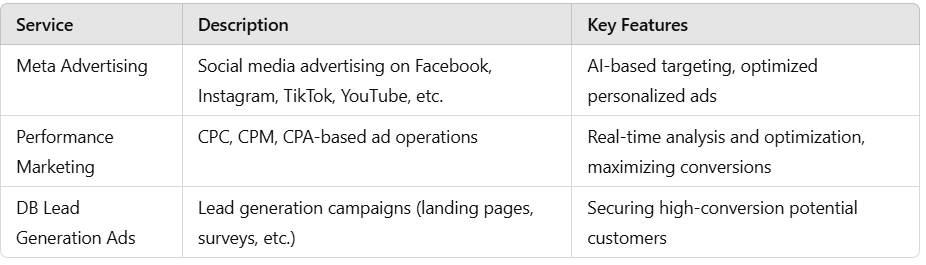 Service Description Key Features
Meta Advertising Social media advertising on Facebook, AI-based targeting, optimized
Instagram, TikTok, YouTube, etc. personalized ads
Performance CPC, CPM, CPA-based ad operations Real-time analysis and optimization,
Marketing maximizing conversions
DB Lead Lead generation campaigns (landing pages, Securing high-conversion potential
Generation Ads surveys, etc.) customers